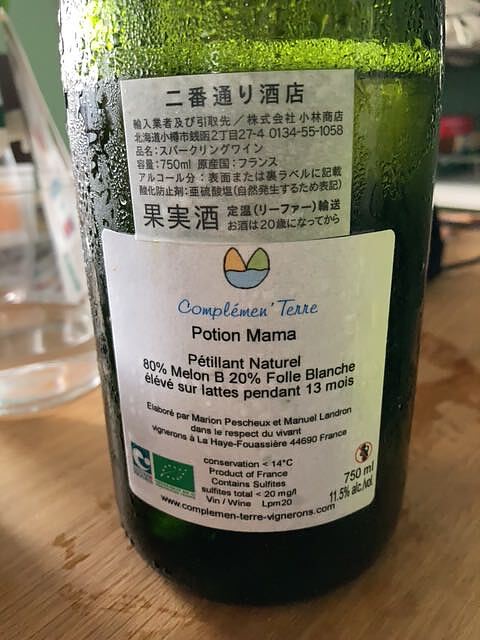 二番通り酒店
輸入業者及び引取先／株式会社 小林商店
北海道小樽市銭函2丁目27-4 0134-55-1058
品名：スパークリングワイン
容量：750ml 原産国：フランス
アルコール分：表面または裏ラベルに記載
酸化防止剤：亜硫酸塩(自然発生するため表記)
果実酒 定温(リーファー)輸送
お酒は20歳になってから
Complémen'Terre
Potion Mama
Pétillant Naturel
80% Melon B 20% Folle Blanche
élévé sur lattes pendant 13 mois
Elaboré par Marion Pescheux et Manuel Landron
dans le respect du vivant
vignerons à La Haye-Fouassière 44690 France
conservation < 14°C
Product of France
Contains Sulfites
sulfites total < 20 mg/l
Vin / Wine Lpm20
750 ml
11.5% alc./vol.
www.complemen-terre-vignerons.com